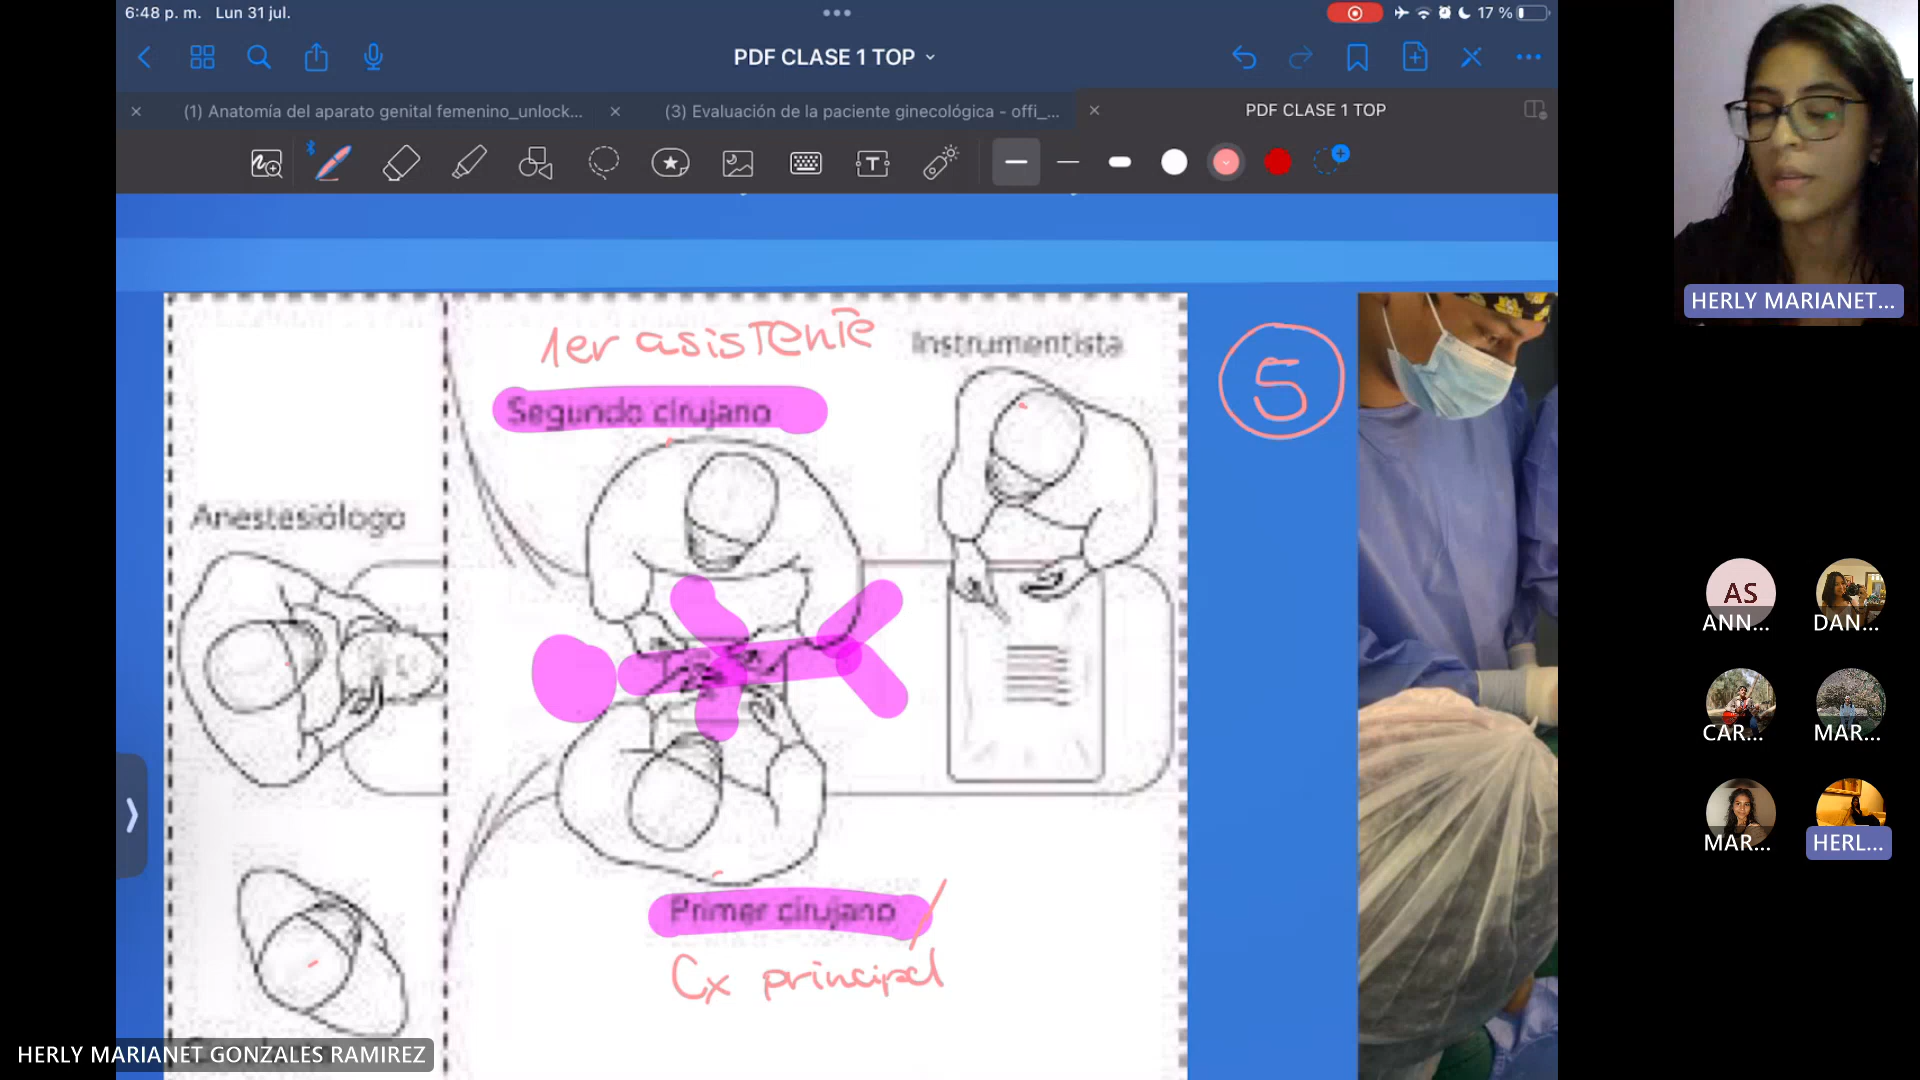 6:48 p. m. Lun 31 jul.
17 %
PDF CLASE 1 TOP
(1) Anatomía del aparato genital femenino_unlock...
(3) Evaluación de la paciente ginecológica - offi_...
PDF CLASE 1 TOP
T
1er asistente
Instrumentista
5
Segundo cirujano
Anestesiólogo
Primer cirujano
Cx principal
HERLY MARIANET GONZALES RAMIREZ
HERLY MARIANET...
AS
ANN...
DAN...
CAR...
MAR...
MAR...
HERL...